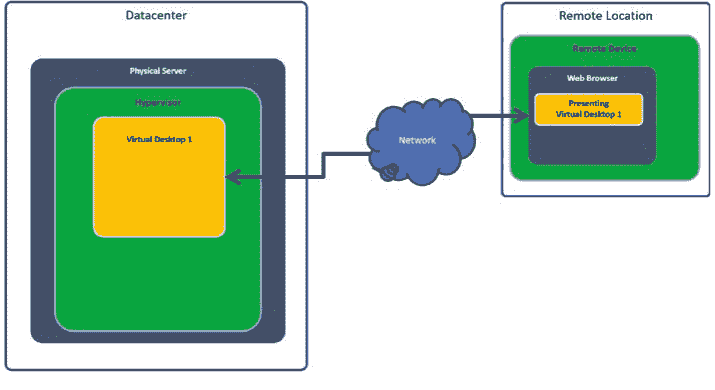 Datacenter
Physical Server
Hypervisor
Virtual Desktop 1
Network
Remote Location
Remote Device
Web Browser
Presenting
Virtual Desktop 1